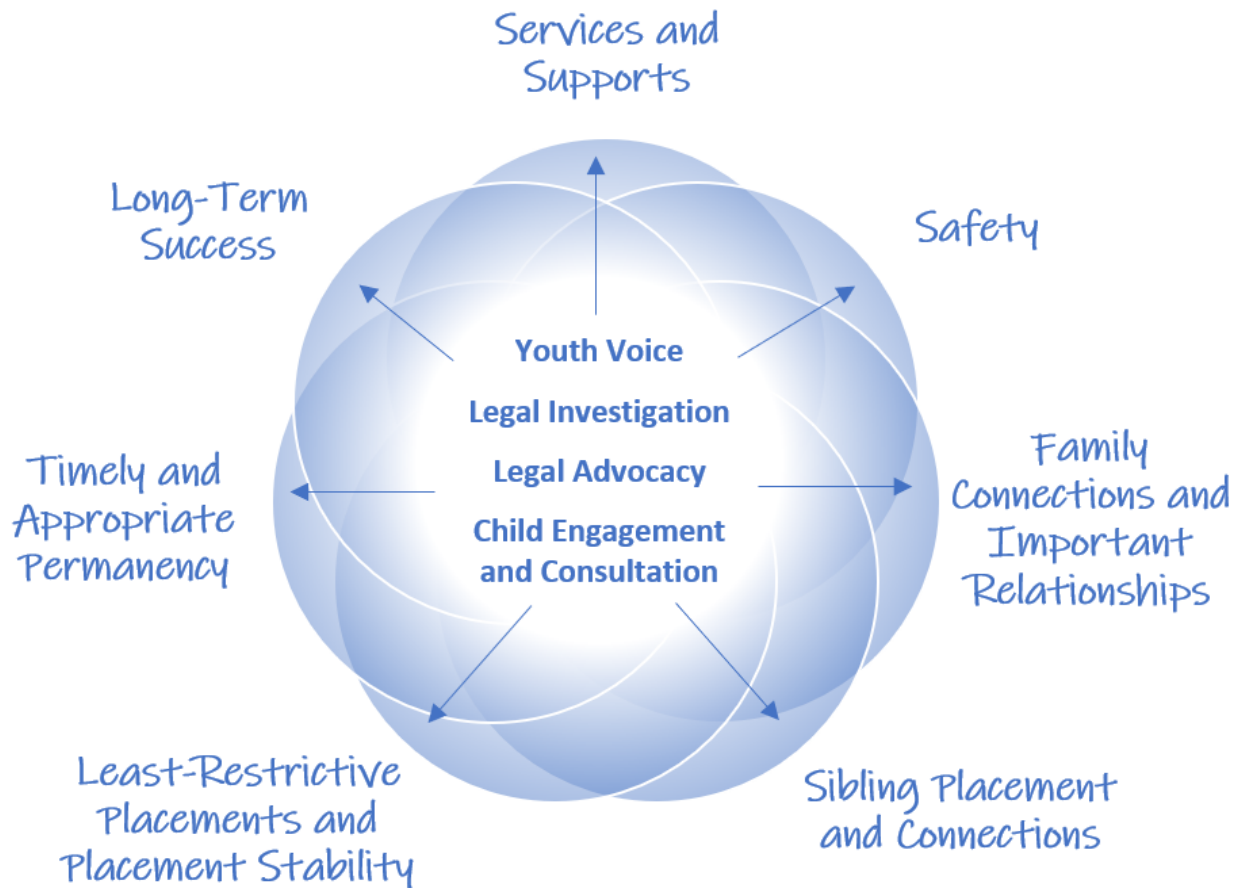 Services and
Supports
Long-Term
Success
Safety
Youth Voice
Legal Investigation
Legal Advocacy
Child Engagement
and Consultation
Timely and
Appropriate
Permanency
Family
Connections and
Important
Relationships
Least-Restrictive
Placements and
Placement Stability
Sibling Placement
and Connections